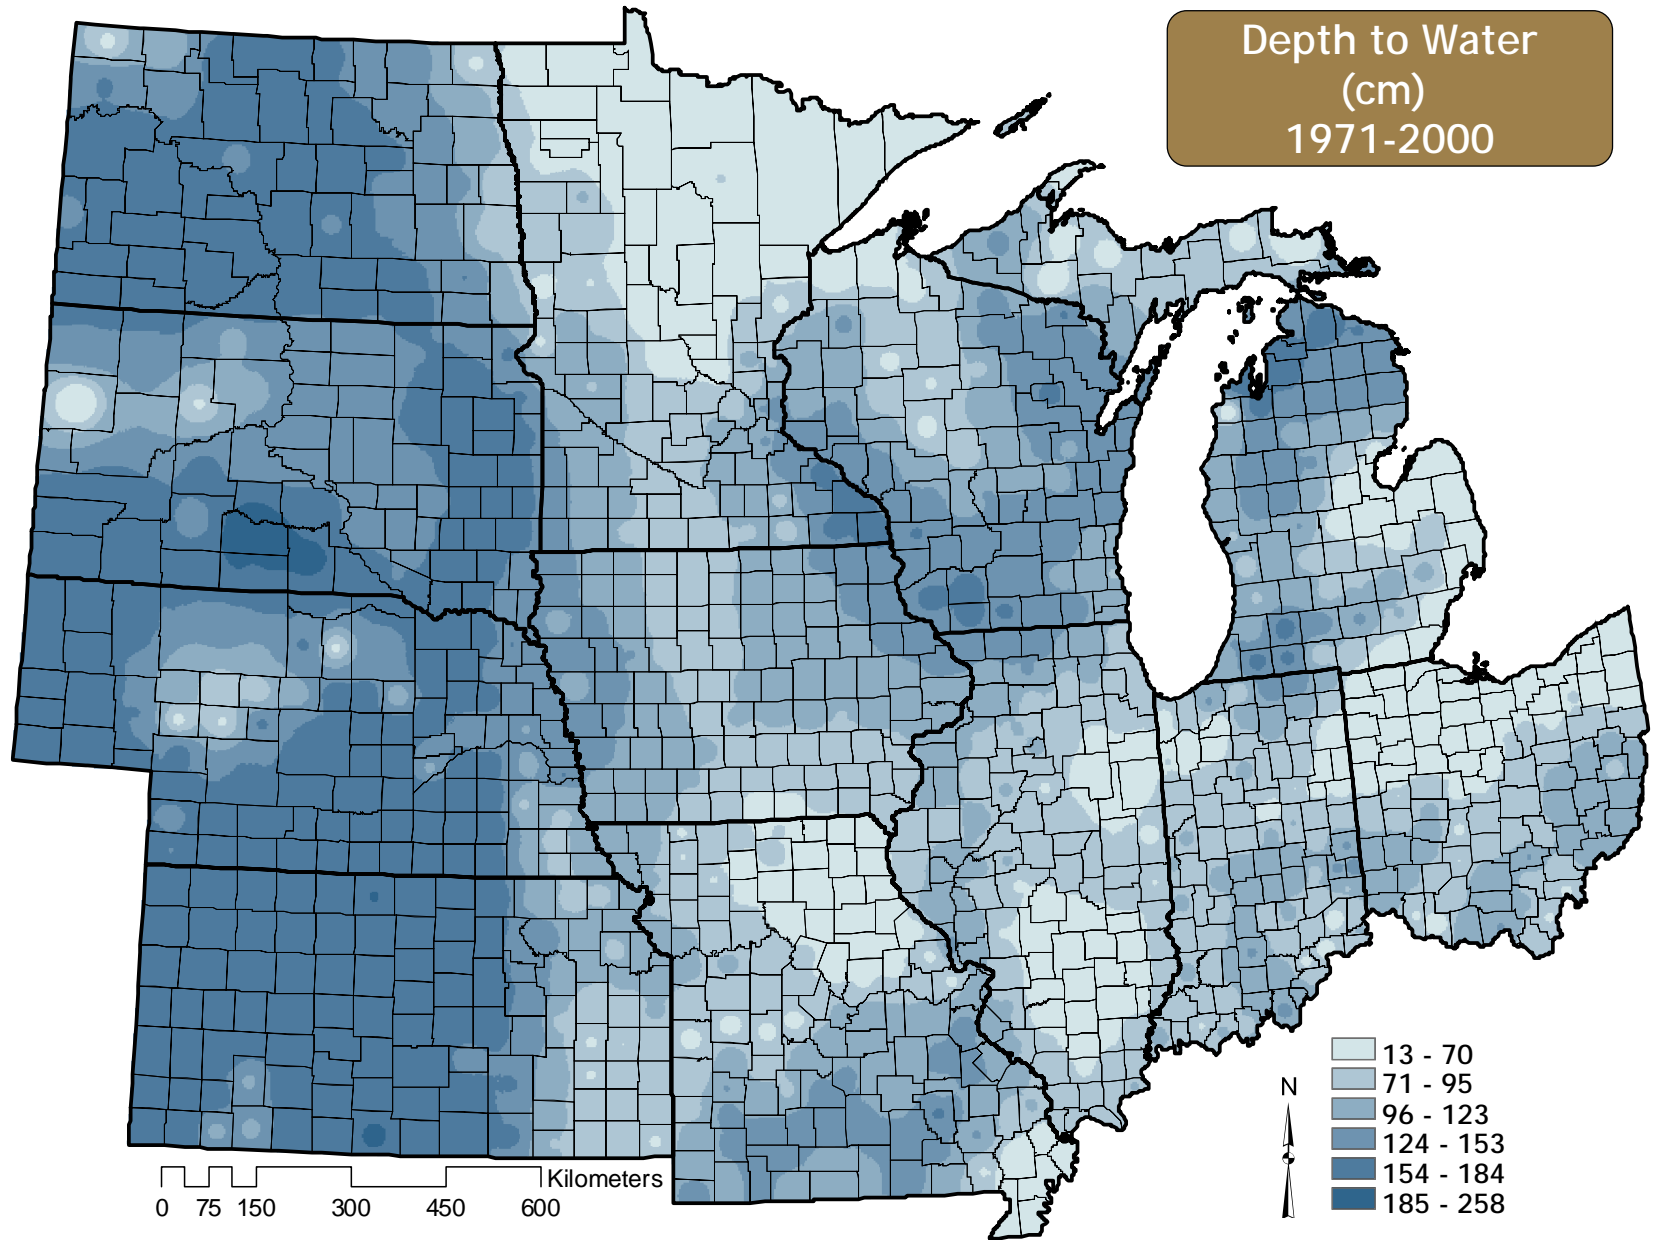 Depth to Water
(cm)
1971-2000
N
13 - 70
71 - 95
96 - 123
124 - 153
154 - 184
185 - 258
Kilometers
0 75 150 300 450 600